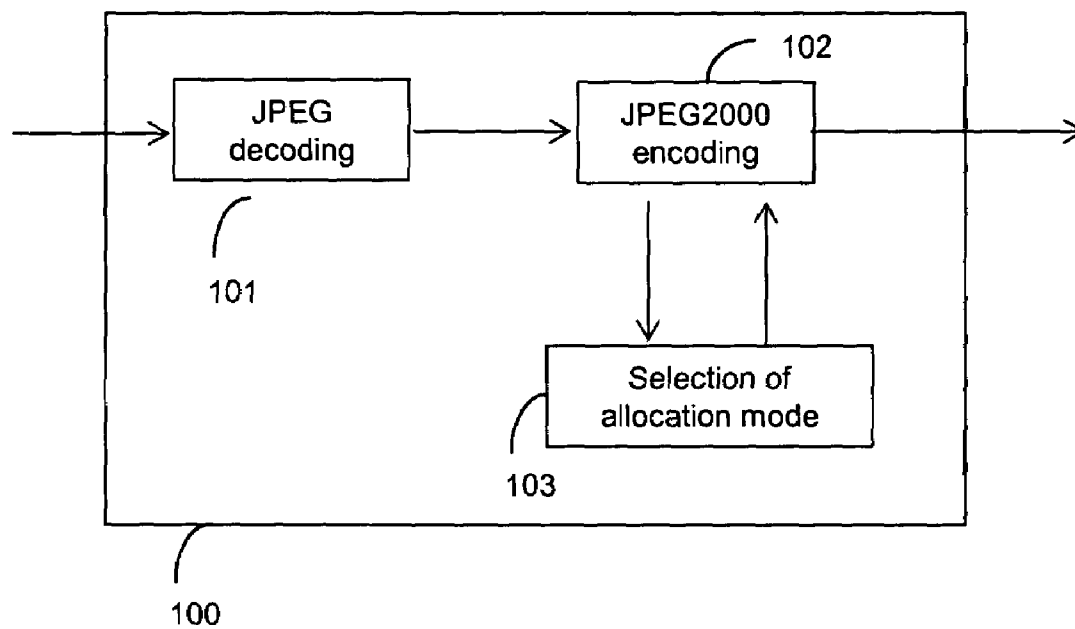 102
JPEG
decoding
JPEG2000
encoding
101
Selection of
allocation mode
103
100